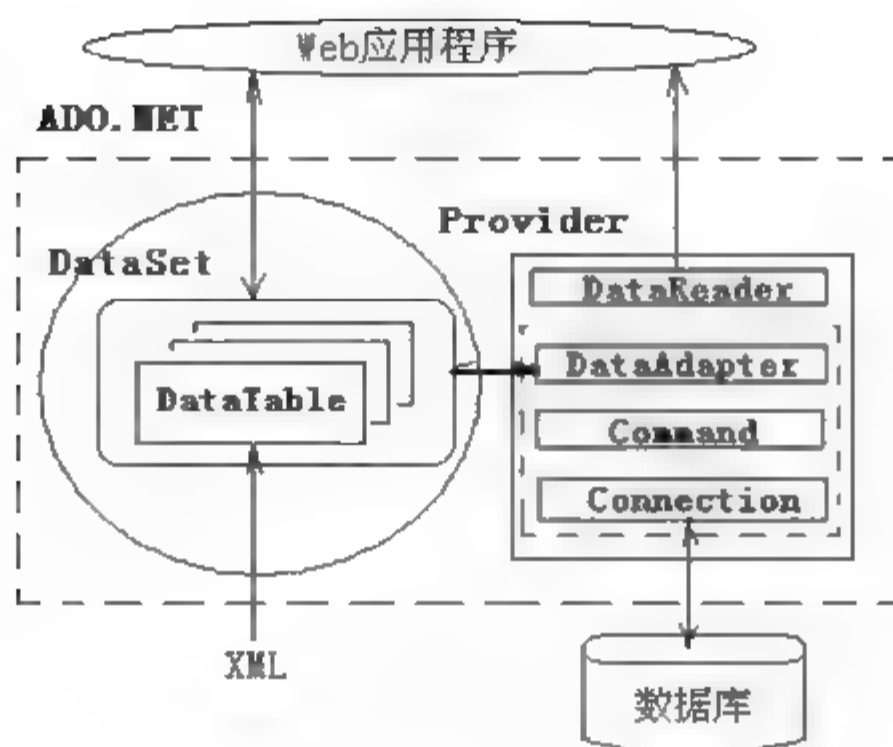 Web应用程序
ADO.NET
Provider
DataSet
DataReader
DataAdapter
DataTable
Command
Connection
XML
数据库